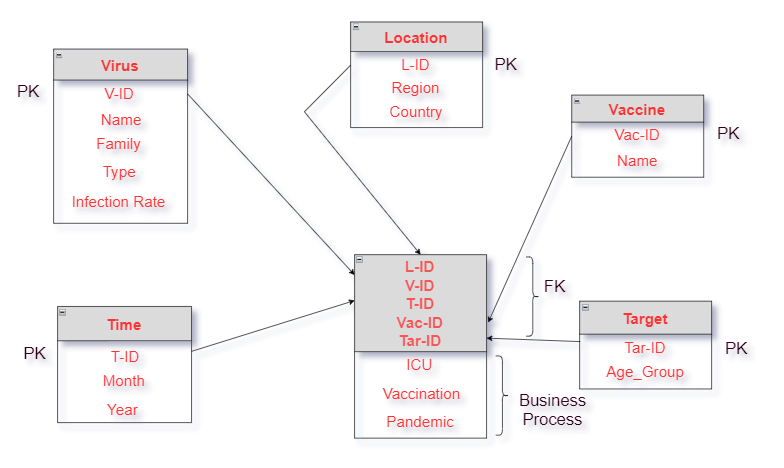 Location
L-ID
Region
Country
PK
Virus
V-ID
Name
Family
Type
Infection Rate
PK
Vaccine
Vac-ID
Name
PK
L-ID
V-ID
T-ID
Vac-ID
Tar-ID
ICU
Vaccination
Pandemic
FK
Business
Process
Time
T-ID
Month
Year
PK
Target
Tar-ID
Age_Group
PK